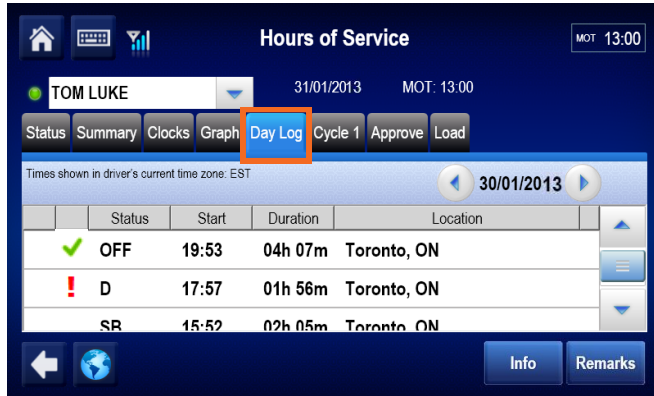 Hours of Service
MOT 13:00
TOM LUKE 31/01/2013 MOT: 13:00
Status Summary Clocks Graph Day Log Cycle 1 Approve Load
Times shown in driver's current time zone: EST 30/01/2013
Status Start Duration Location
OFF 19:53 04h 07m Toronto, ON
! D 17:57 01h 56m Toronto, ON
SB 15:52 02h 05m Toronto, ON
Info Remarks